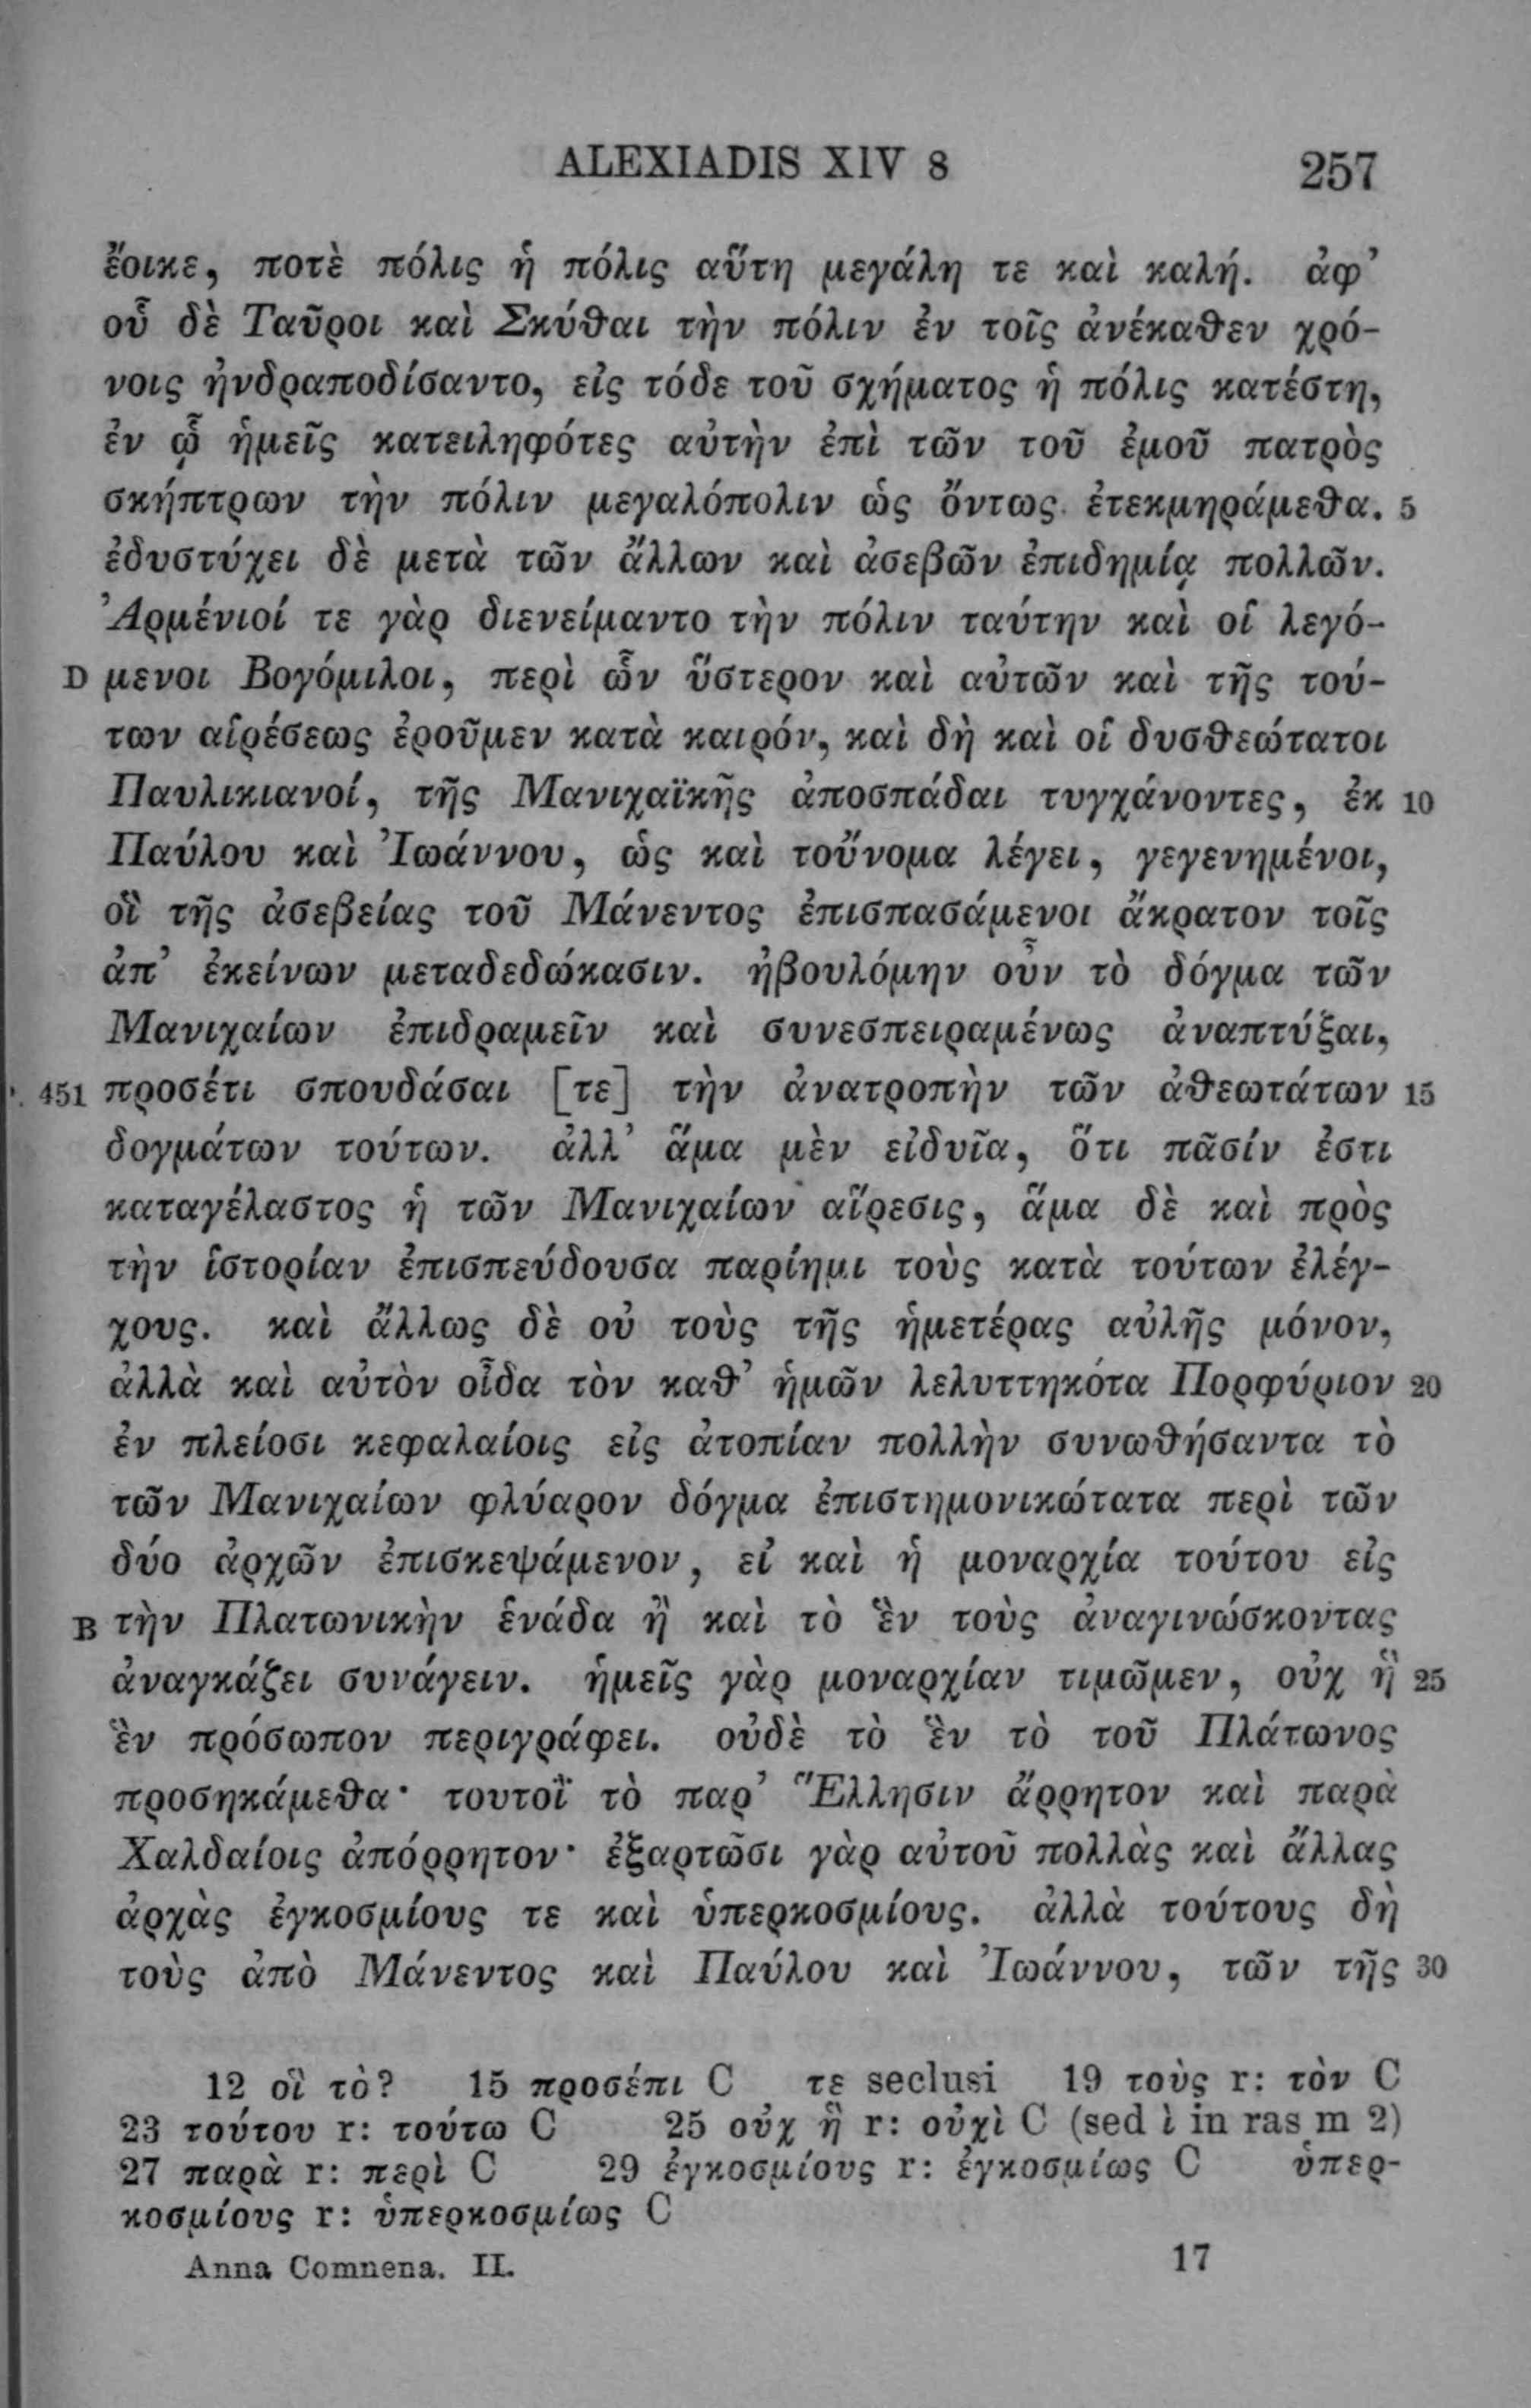 ALEXIADIS XIV 8 257
ἔοικε, ποτὲ πόλις ἡ πόλις αὕτη μεγάλη τε καὶ καλή. ἀφ’
οὗ δὲ Ταῦροι καὶ Σκύθαι τὴν πόλιν ἐν τοῖς ἀνέκαθεν χρό-
νοις ἠνδραποδίσαντο, εἰς τόδε τοῦ σχήματος ἡ πόλις κατέστη,
ἐν ᾧ ἡμεῖς κατειληφότες αὐτὴν ἐπὶ τῶν τοῦ ἐμοῦ πατρὸς
σκήπτρων τὴν πόλιν μεγαλόπολιν ὡς ὄντως ἐτεκμηράμεθα. 5
ἐδυστύχει δὲ μετὰ τῶν ἄλλων καὶ ἀσεβῶν ἐπιδημίᾳ πολλῶν.
Ἀρμένιοί τε γὰρ διενείμαντο τὴν πόλιν ταύτην καὶ οἱ λεγό-
D μενοι Βογόμιλοι, περὶ ὧν ὕστερον καὶ αὐτῶν καὶ τῆς τού-
των αἱρέσεως ἐροῦμεν κατὰ καιρόν, καὶ δὴ καὶ οἱ δυσθεώτατοι
Παυλικιανοί, τῆς Μανιχαϊκῆς ἀποσπάδαι τυγχάνοντες, ἐκ 10
Παύλου καὶ Ἰωάννου, ὡς καὶ τοὔνομα λέγει, γεγενημένοι,
οἳ τῆς ἀσεβείας τοῦ Μάνεντος ἐπισπασάμενοι ἄκρατον τοῖς
ἀπ’ ἐκείνων μεταδεδώκασιν. ἠβουλόμην οὖν τὸ δόγμα τῶν
Μανιχαίων ἐπιδραμεῖν καὶ συνεσπειραμένως ἀναπτύξαι,
451 προσέτι σπουδάσαι [τε] τὴν ἀνατροπὴν τῶν ἀθεωτάτων 15
δογμάτων τούτων. ἀλλ’ ἅμα μὲν εἰδυῖα, ὅτι πᾶσίν ἐστι
καταγέλαστος ἡ τῶν Μανιχαίων αἵρεσις, ἅμα δὲ καὶ πρὸς
τὴν ἱστορίαν ἐπισπεύδουσα παρίημι τοὺς κατὰ τούτων ἐλέγ-
χους. καὶ ἄλλως δὲ οὐ τοὺς τῆς ἡμετέρας αὐλῆς μόνον,
ἀλλὰ καὶ αὐτὸν οἶδα τὸν καθ’ ἡμῶν λελυττηκότα Πορφύριον 20
ἐν πλείοσι κεφαλαίοις εἰς ἀτοπίαν πολλὴν συνωθήσαντα τὸ
τῶν Μανιχαίων φλύαρον δόγμα ἐπιστημονικώτατα περὶ τῶν
δύο ἀρχῶν ἐπισκεψάμενον, εἰ καὶ ἡ μοναρχία τούτου εἰς
B τὴν Πλατωνικὴν ἑνάδα ἢ καὶ τὸ ἓν τοὺς ἀναγινώσκοντας
ἀναγκάζει συνάγειν. ἡμεῖς γὰρ μοναρχίαν τιμῶμεν, οὐχ ἣ 25
ἓν πρόσωπον περιγράφει. οὐδὲ τὸ ἓν τὸ τοῦ Πλάτωνος
προσηκάμεθα· τουτοῒ τὸ παρ’ Ἕλλησιν ἄρρητον καὶ παρὰ
Χαλδαίοις ἀπόρρητον· ἐξαρτῶσι γὰρ αὐτοῦ πολλὰς καὶ ἄλλας
ἀρχὰς ἐγκοσμίους τε καὶ ὑπερκοσμίους. ἀλλὰ τούτους δὴ
τοὺς ἀπὸ Μάνεντος καὶ Παύλου καὶ Ἰωάννου, τῶν τῆς 30
12 οἳ τὸ? 15 προσέπι C τε seclusi 19 τοὺς r: τὸν C
23 τούτου r: τούτω C 25 οὐχ ἣ r: οὐχὶ C (sed ὶ in ras m 2)
27 παρὰ r: περὶ C 29 ἐγκοσμίους r: ἐγκοσμίως C ὑπερ-
κοσμίους r: ὑπερκοσμίως C
Anna Comnena. II. 17